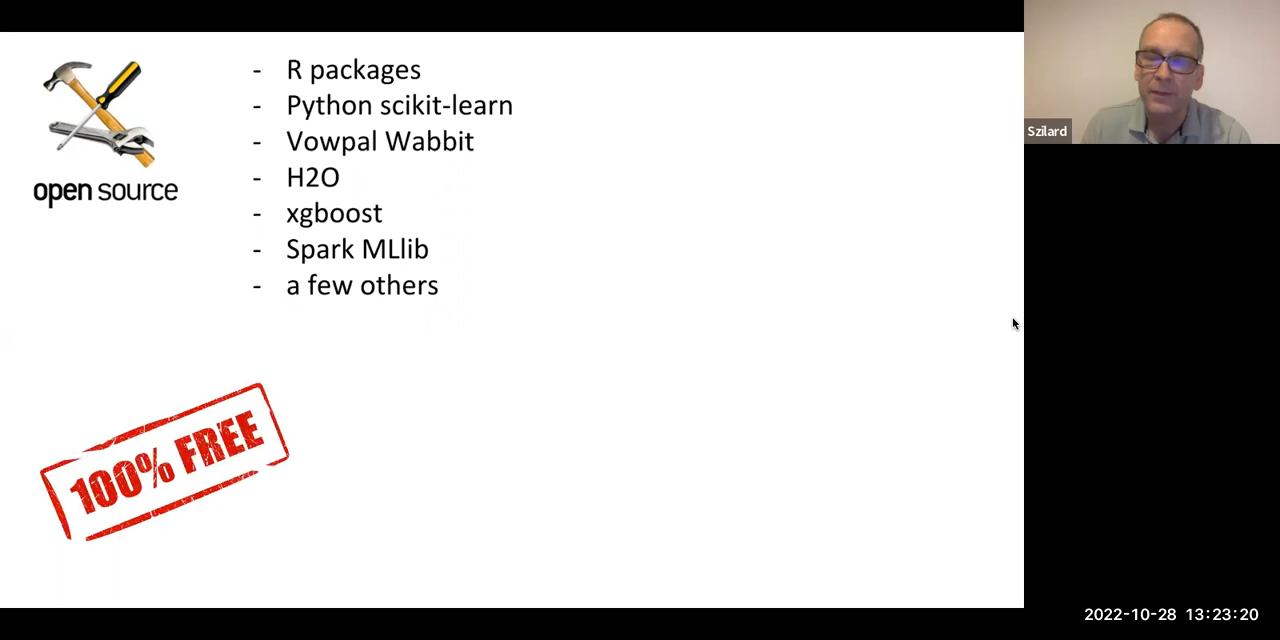 - R packages
- Python scikit-learn
- Vowpal Wabbit
- H2O
- xgboost
- Spark MLlib
- a few others
open source
100% FREE
Szilard
2022-10-28 13:23:20